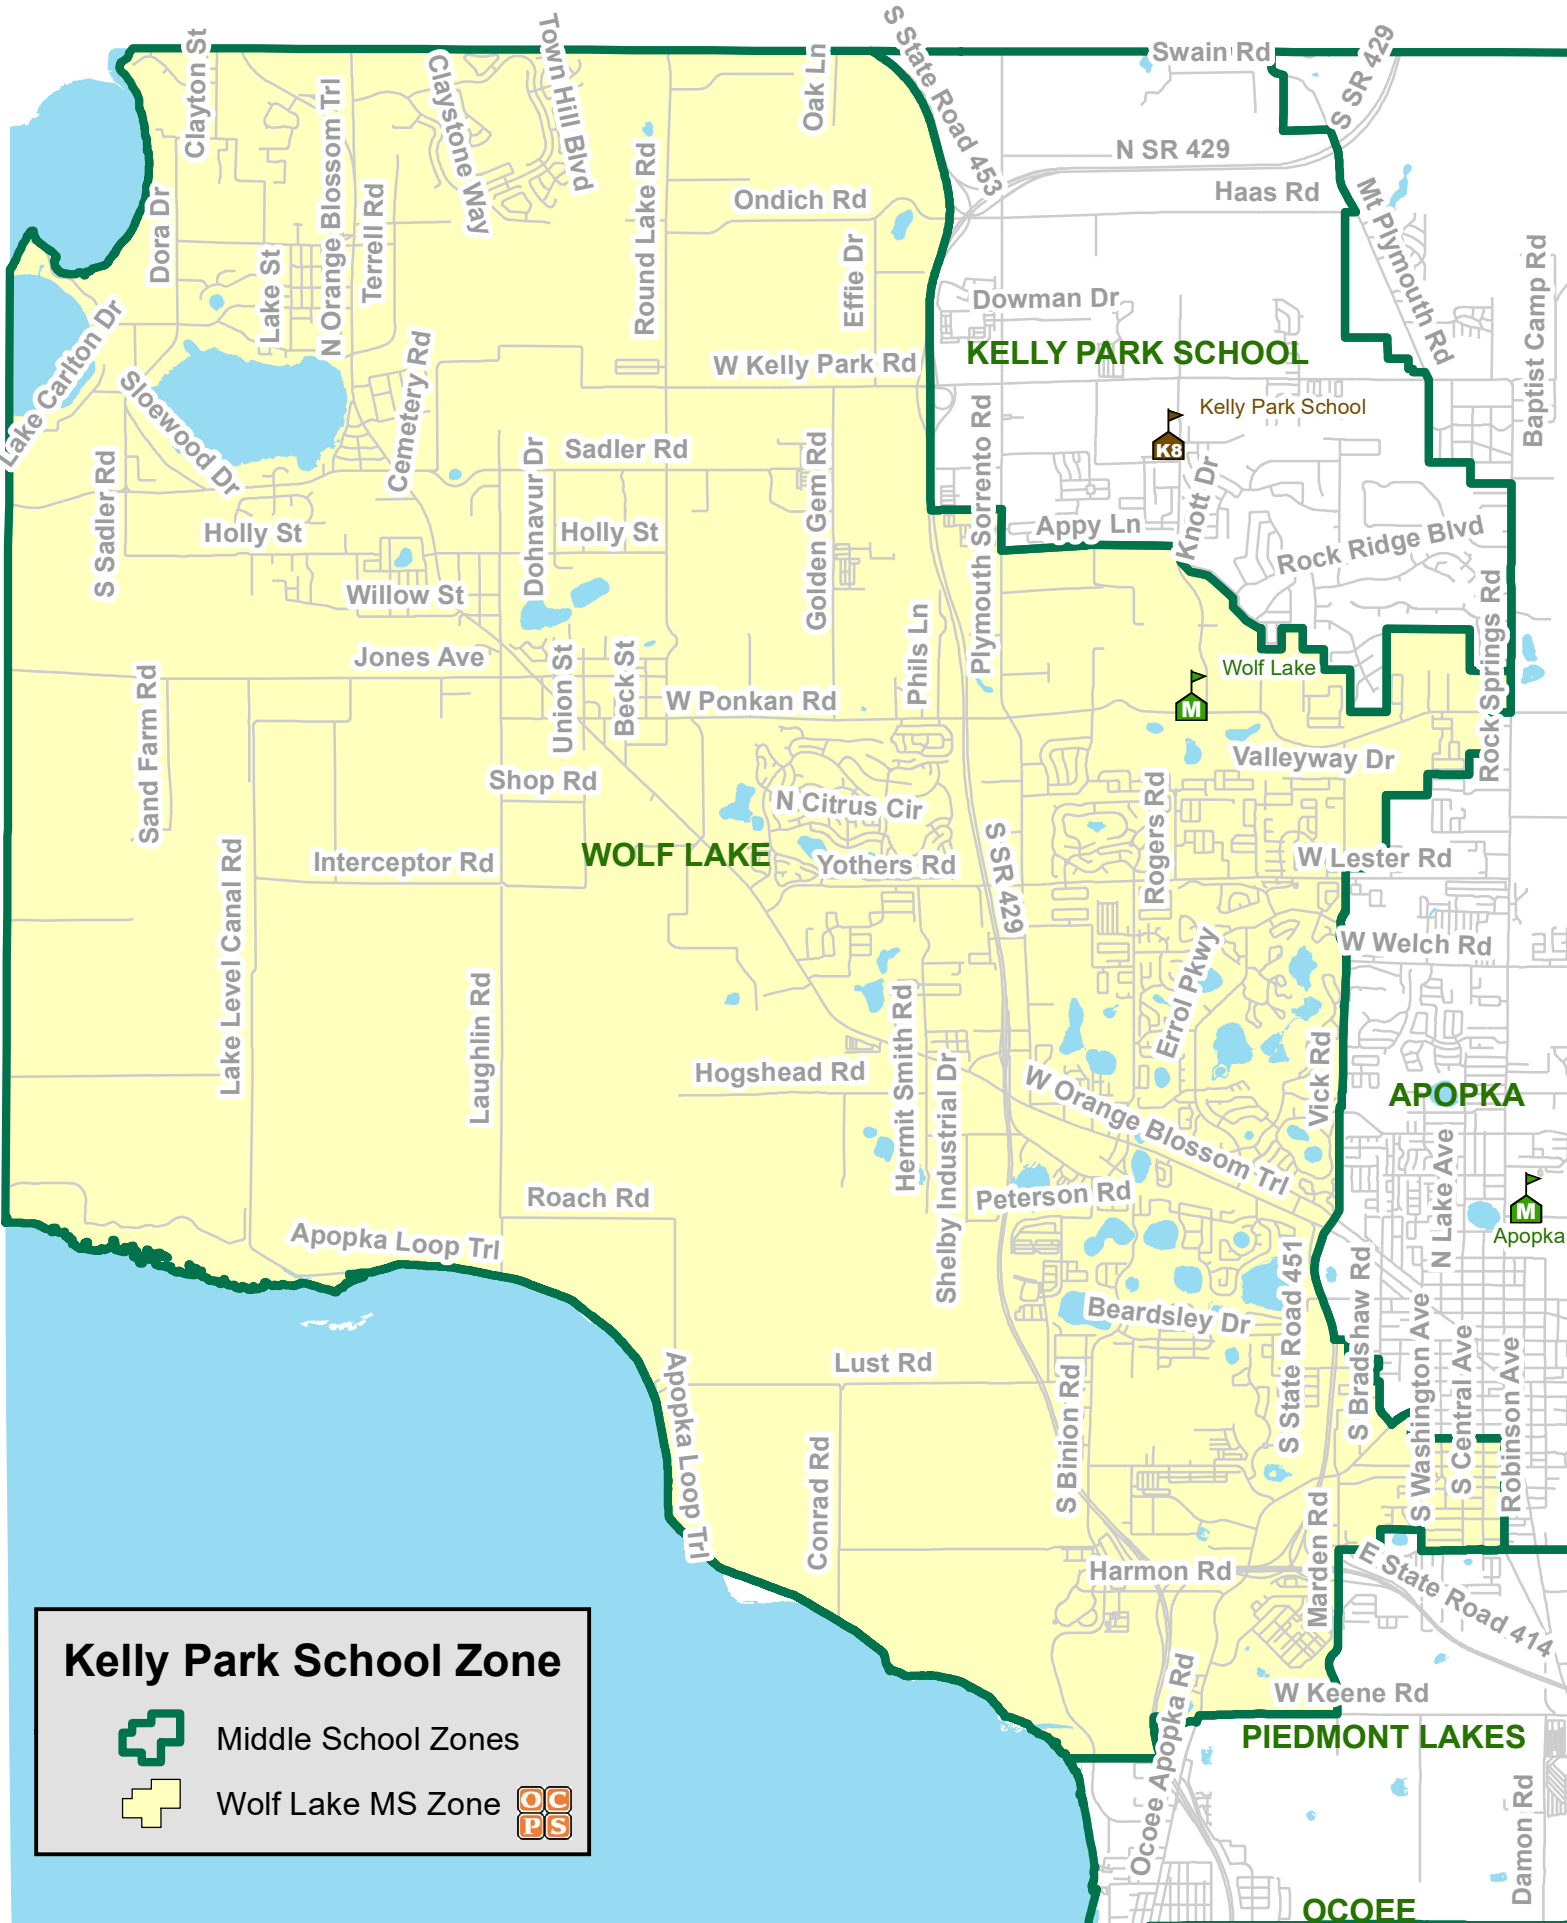 Clayton St
Town Hill Blvd
Claystone Way
Oak Ln
S State Road 453
Swain Rd
S SR 429
N SR 429
Haas Rd
Mt Plymouth Rd
Baptist Camp Rd
N Orange Blossom Trl
Terrell Rd
Dora Dr
Lake St
Round Lake Rd
Ondich Rd
Effie Dr
Dowman Dr
KELLY PARK SCHOOL
W Kelly Park Rd
Kelly Park School
K8
Lake Carlton Dr
Sloewood Dr
Cemetery Rd
Sadler Rd
S Sadler Rd
Holly St
Dohnavur Dr
Holly St
Golden Gem Rd
Plymouth Sorrento Rd
Appy Ln
Knott Dr
Rock Ridge Blvd
Rock Springs Rd
Willow St
Jones Ave
Union St
Beck St
Phils Ln
W Ponkan Rd
Wolf Lake
M
Sand Farm Rd
Shop Rd
N Citrus Cir
Valleyway Dr
Rogers Rd
WOLF LAKE
Yothers Rd
S SR 429
W Lester Rd
Interceptor Rd
Lake Level Canal Rd
W Welch Rd
Errol Pkwy
Laughlin Rd
Hermit Smith Rd
Hogshead Rd
Shelby Industrial Dr
W Orange Blossom Trl
Vick Rd
APOPKA
N Lake Ave
M
Apopka
Roach Rd
Peterson Rd
Apopka Loop Trl
Beardsley Dr
S State Road 451
S Bradshaw Rd
S Washington Ave
S Central Ave
Robinson Ave
Lust Rd
Apopka Loop Trl
S Binion Rd
Conrad Rd
Marden Rd
Harmon Rd
E State Road 414
W Keene Rd
Ocoee Apopka Rd
PIEDMONT LAKES
Damon Rd
OCOEE
Kelly Park School Zone
Middle School Zones
Wolf Lake MS Zone
OC
PS